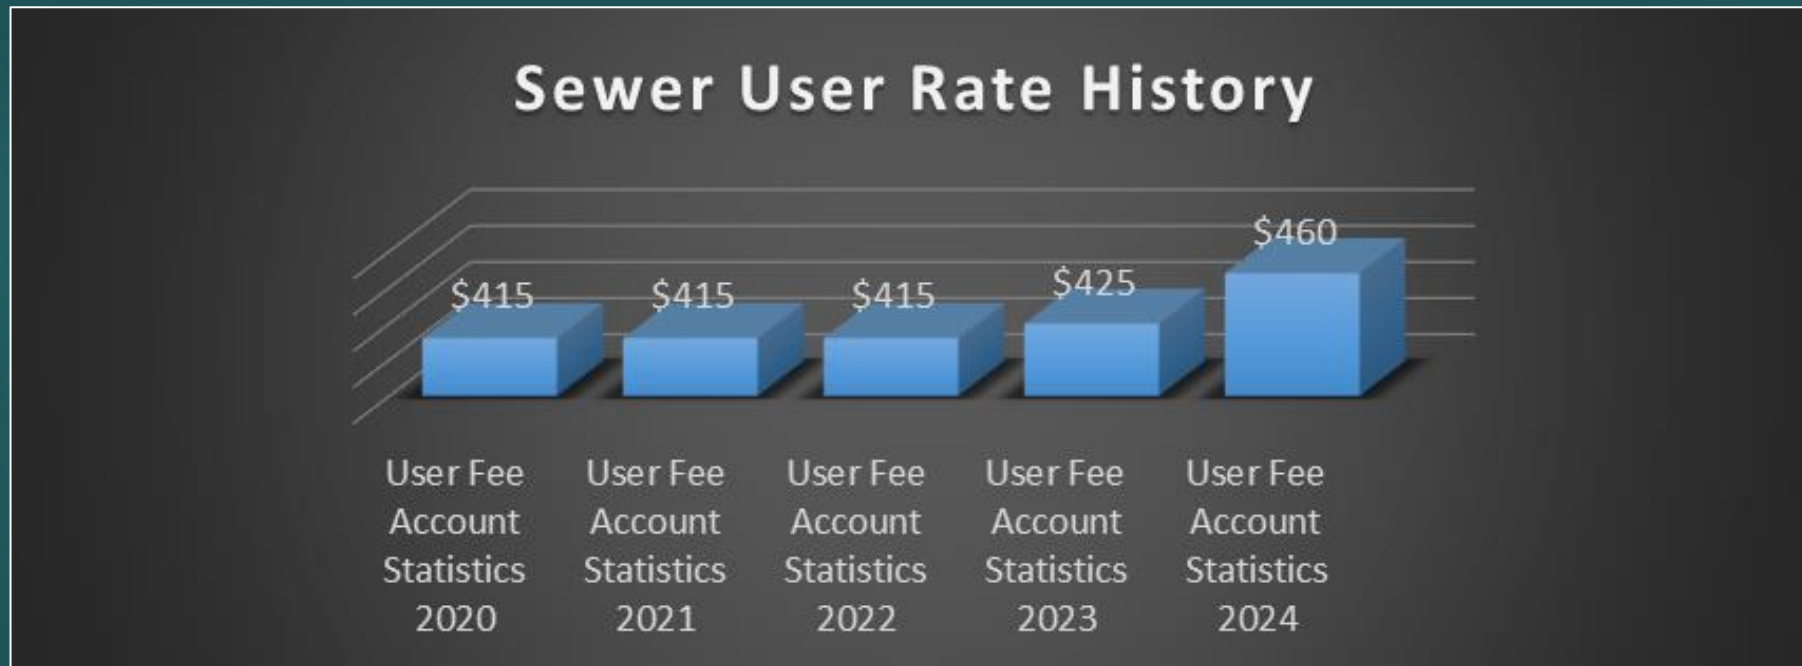 Sewer User Rate History
$460
$425
$415
$415
$415
User Fee
Account
Statistics
2020
User Fee
Account
Statistics
2021
User Fee
Account
Statistics
2022
User Fee
Account
Statistics
2023
User Fee
Account
Statistics
2024